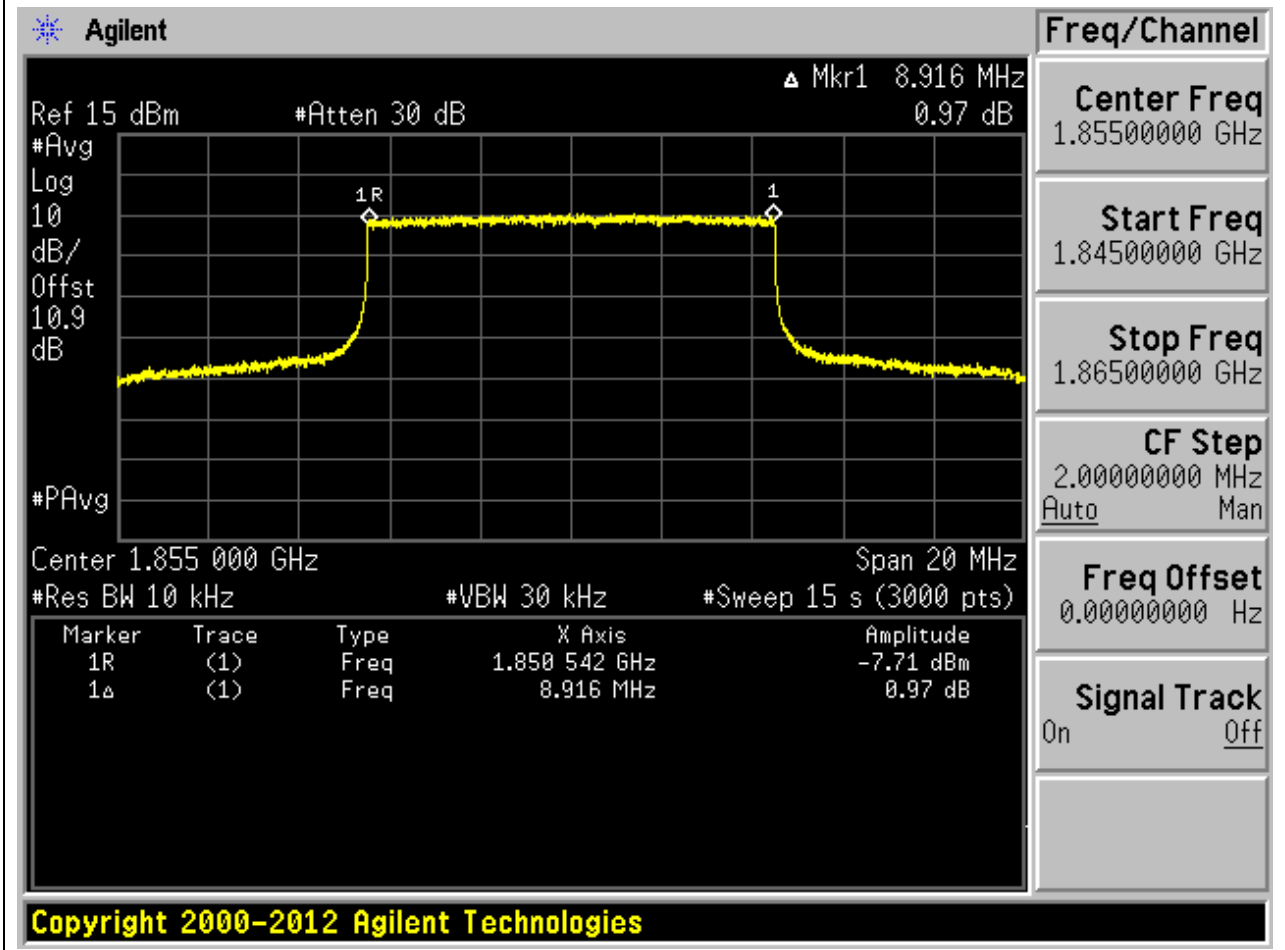 Agilent
Freq/Channel
Δ Mkr1 8.916 MHz
Ref 15 dBm #Atten 30 dB 0.97 dB
#Avg
Log
10
dB/
Offst
10.9
dB
1R
1
#PAvg
Center 1.855 000 GHz Span 20 MHz
#Res BW 10 kHz #VBW 30 kHz #Sweep 15 s (3000 pts)
Marker Trace Type X Axis Amplitude
1R (1) Freq 1.850 542 GHz -7.71 dBm
1Δ (1) Freq 8.916 MHz 0.97 dB
Center Freq
1.85500000 GHz
Start Freq
1.84500000 GHz
Stop Freq
1.86500000 GHz
CF Step
2.00000000 MHz
Auto Man
Freq Offset
0.00000000 Hz
Signal Track
On Off
Copyright 2000-2012 Agilent Technologies